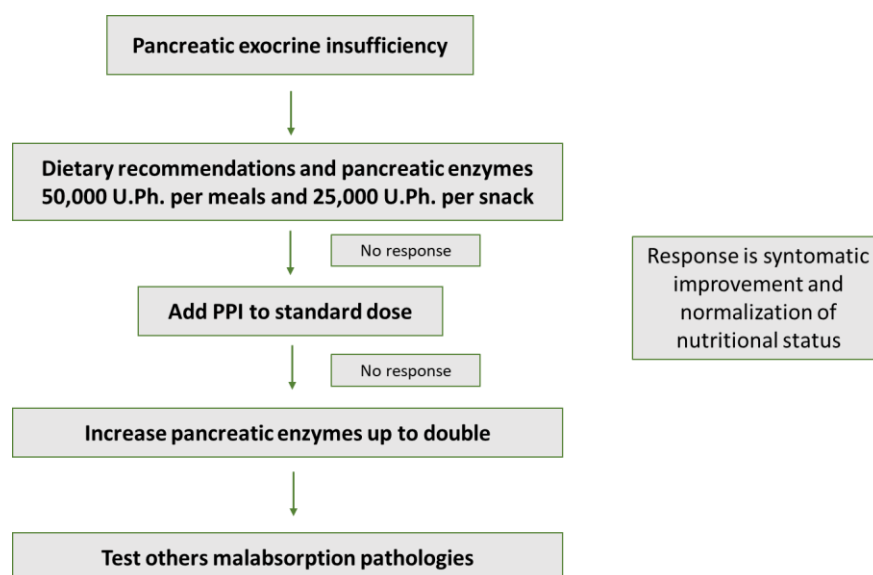 Pancreatic exocrine insufficiency
Dietary recommendations and pancreatic enzymes
50,000 U.Ph. per meals and 25,000 U.Ph. per snack
No response
Add PPI to standard dose
No response
Increase pancreatic enzymes up to double
Test others malabsorption pathologies
Response is syntomatic
improvement and
normalization of
nutritional status